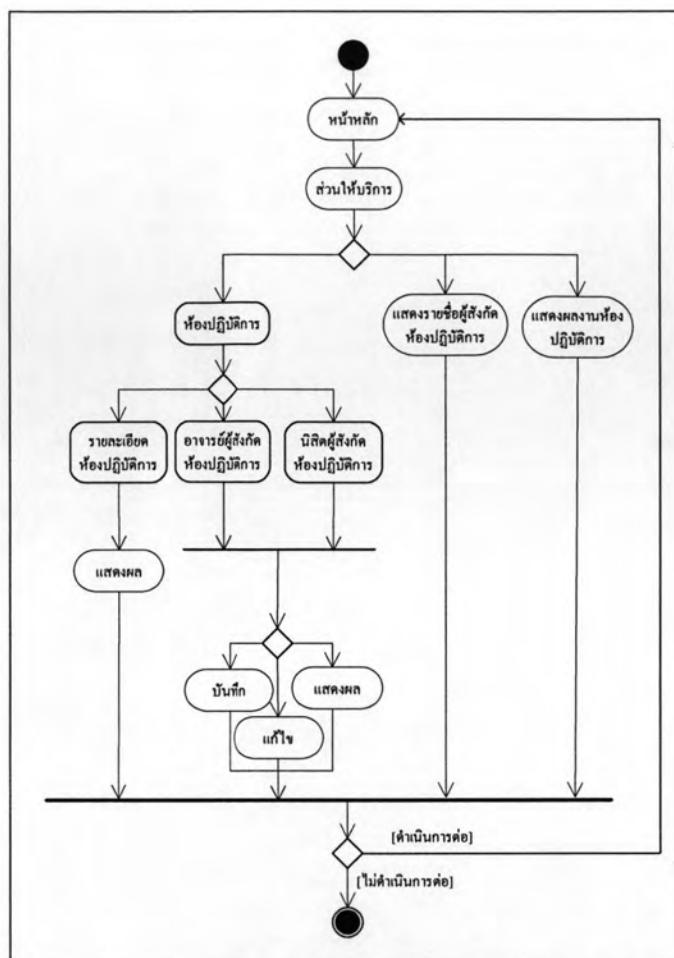 หน้าหลัก
ส่วนให้บริการ
ห้องปฏิบัติการ
แสดงรายชื่อผู้สังกัด
ห้องปฏิบัติการ
แสดงผลงานห้อง
ปฏิบัติการ
รายละเอียด
ห้องปฏิบัติการ
อาจารย์ผู้สังกัด
ห้องปฏิบัติการ
นิสิตผู้สังกัด
ห้องปฏิบัติการ
แสดงผล
บันทึก
แสดงผล
แก้ไข
[ดำเนินการต่อ]
[ไม่ดำเนินการต่อ]